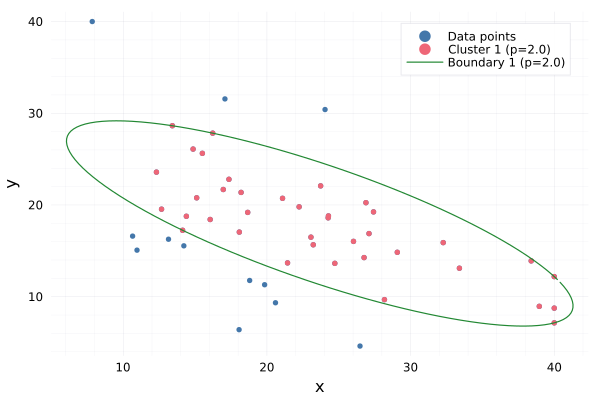 40
Data points
Cluster 1 (p=2.0)
Boundary 1 (p=2.0)
30
y
20
10
10 20 30 40
x